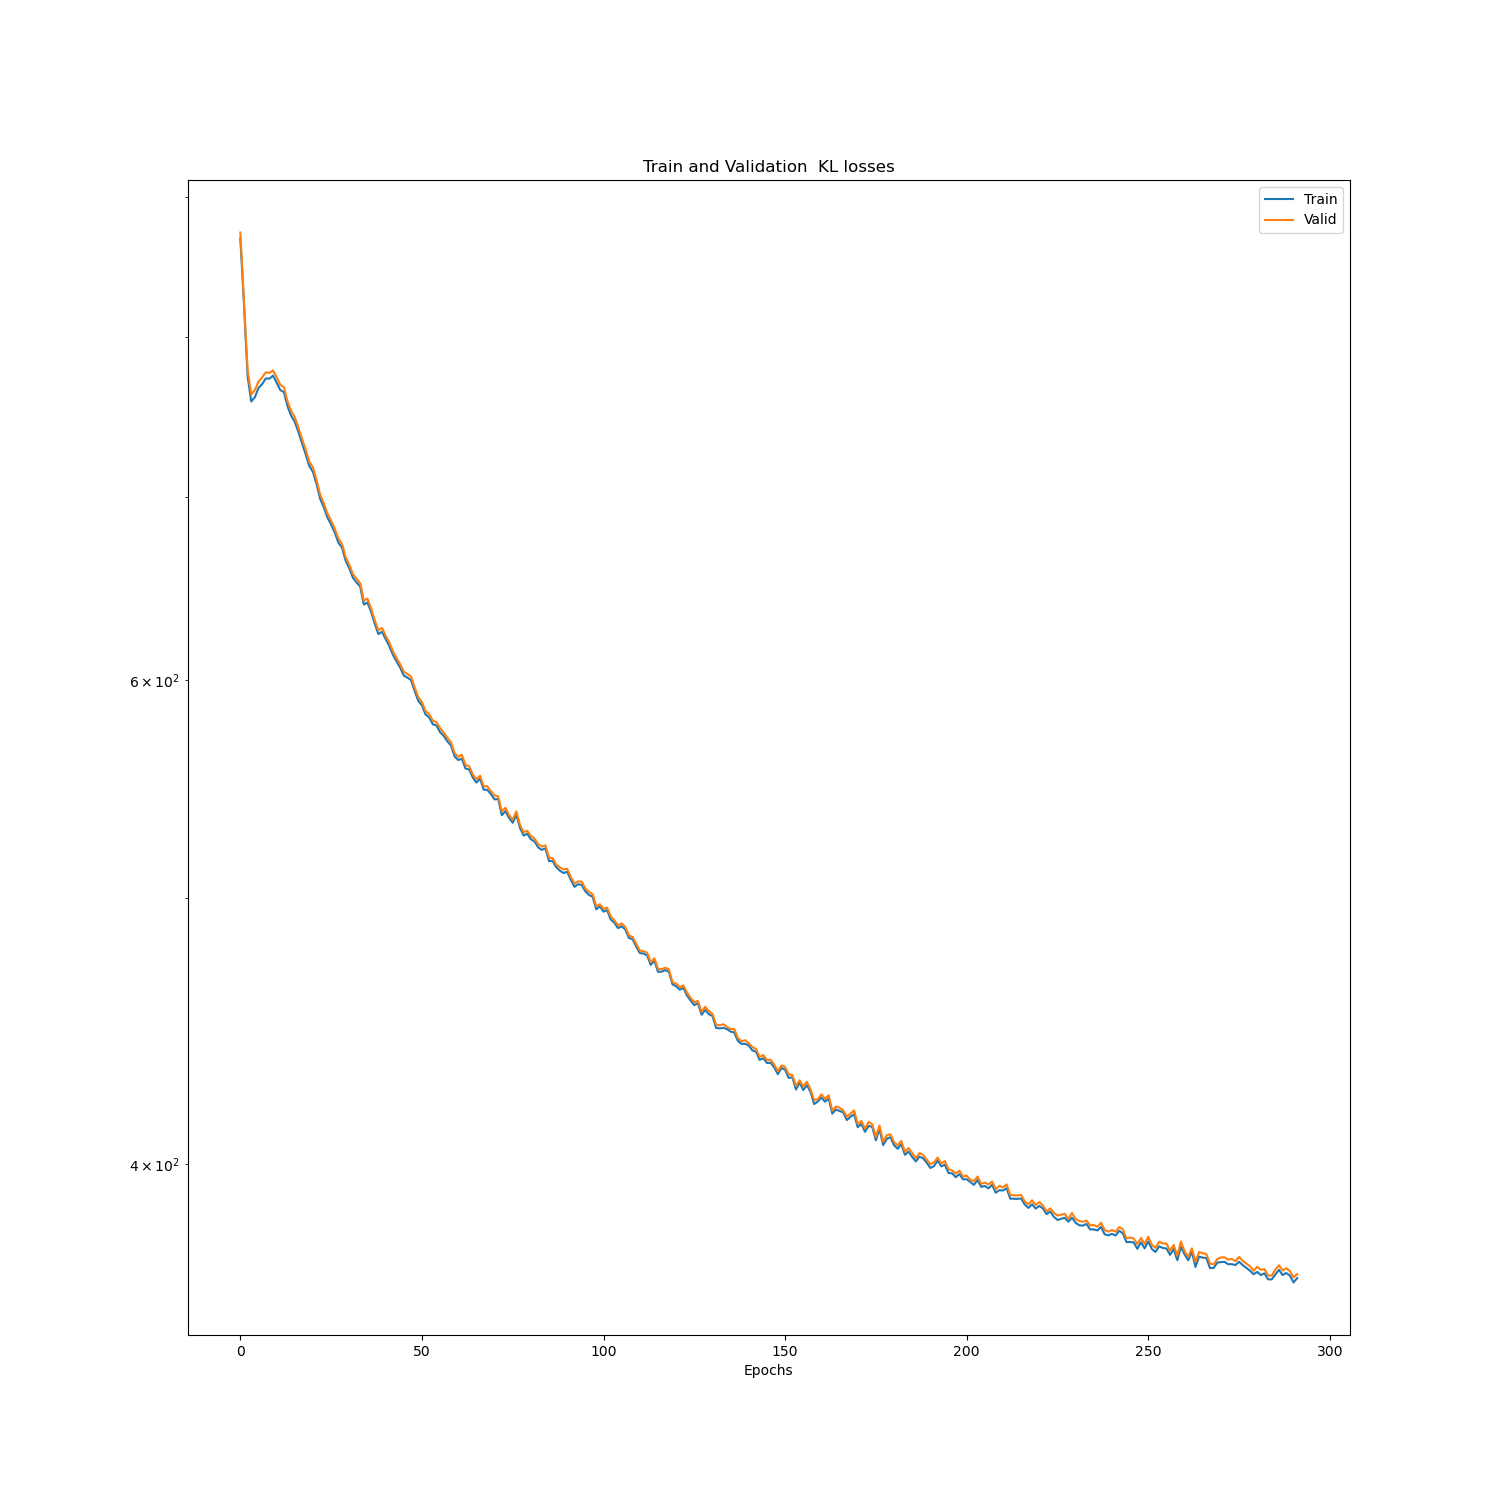 Train and Validation  KL losses
Train
Valid
6 × 10²
4 × 10²
0 50 100 150 200 250 300
Epochs